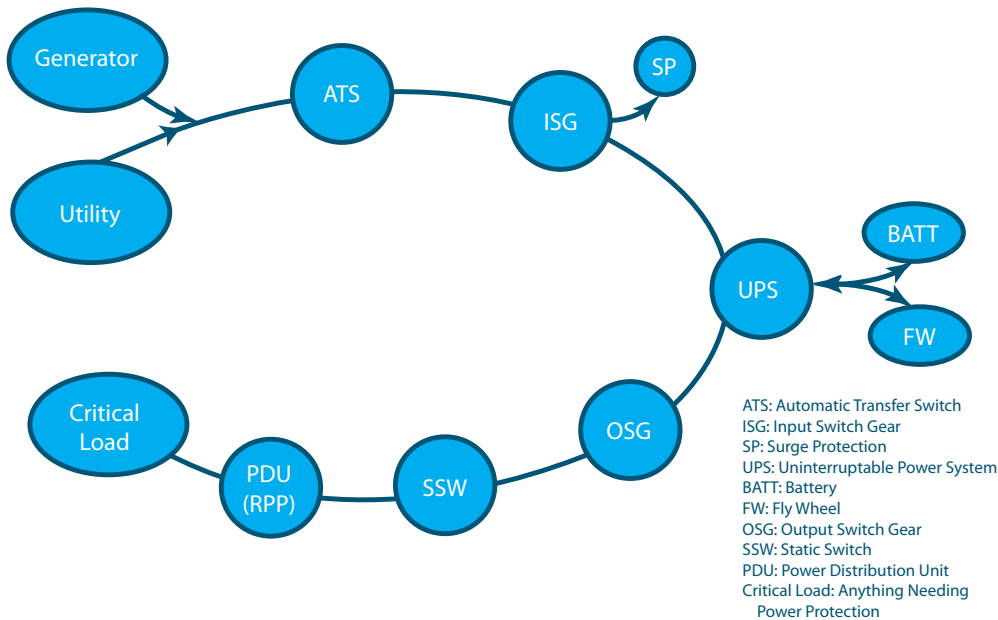 Generator
SP
ATS
ISG
Utility
BATT
UPS
FW
Critical
Load
OSG
PDU
(RPP)
SSW
ATS: Automatic Transfer Switch
ISG: Input Switch Gear
SP: Surge Protection
UPS: Uninterruptable Power System
BATT: Battery
FW: Fly Wheel
OSG: Output Switch Gear
SSW: Static Switch
PDU: Power Distribution Unit
Critical Load: Anything Needing
Power Protection